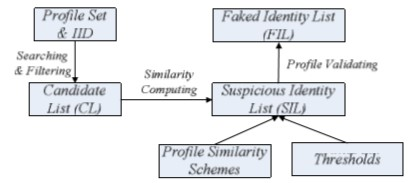 Profile Set
& IID
Faked Identity List
(FIL)
Searching
& Filtering
Similarity
Computing
Profile Validating
Candidate
List (CL)
Suspicious Identity
List (SIL)
Profile Similarity
Schemes
Thresholds